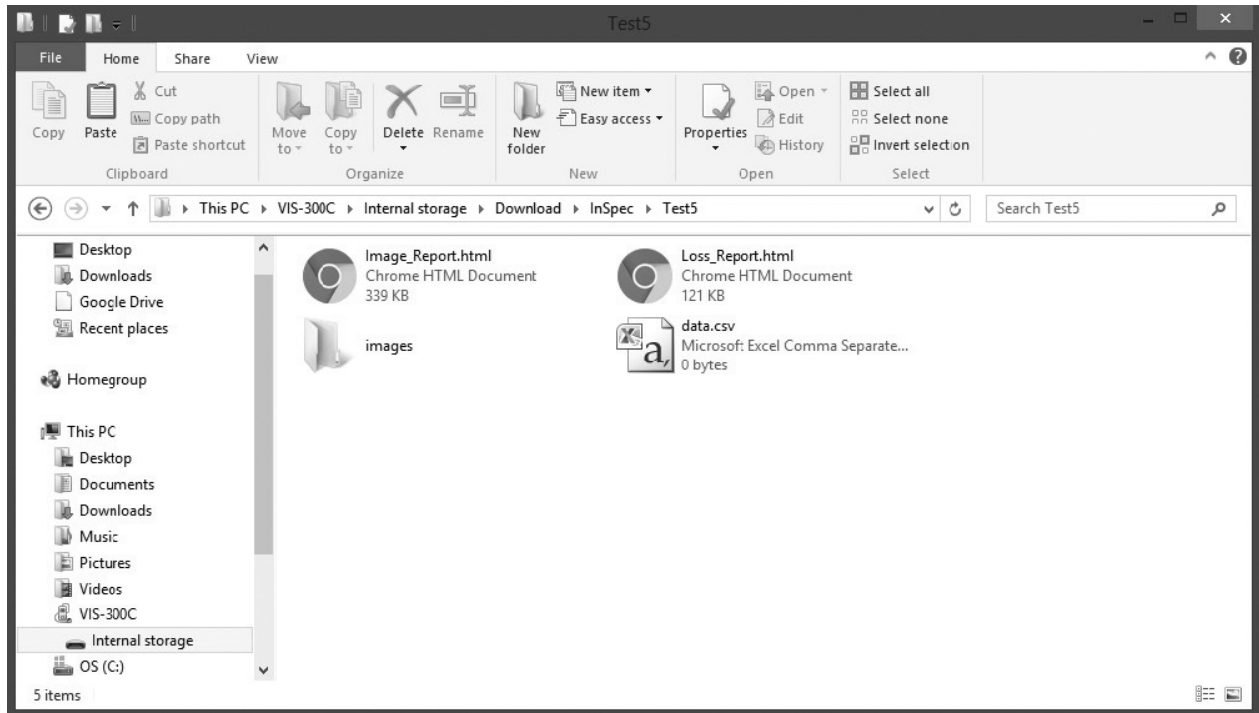 Test5
File Home Share View
Copy
Paste
Cut
Copy path
Paste shortcut
Clipboard
Move to
Copy to
Delete
Rename
Organize
New folder
New item
Easy access
New
Properties
Open
Edit
History
Open
Select all
Select none
Invert selection
Select
This PC VIS-300C Internal storage Download InSpec Test5
Search Test5
Desktop
Downloads
Google Drive
Recent places
Homegroup
This PC
Desktop
Documents
Downloads
Music
Pictures
Videos
VIS-300C
Internal storage
OS (C:)
Image_Report.html
Chrome HTML Document
339 KB
Loss_Report.html
Chrome HTML Document
121 KB
images
data.csv
Microsoft Excel Comma Separate...
0 bytes
a,
5 items